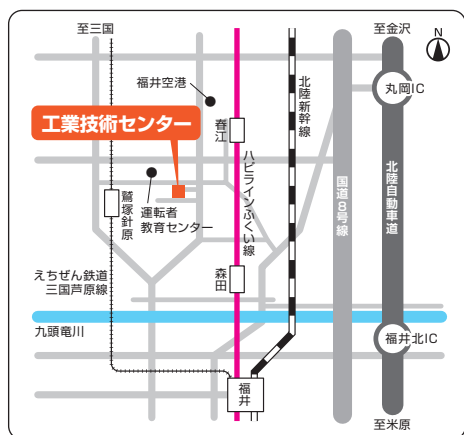 至三国
至金沢
N
福井空港
北陸新幹線
丸岡IC
工業技術センター
春江
ハピラインふくい線
国道8号線
北陸自動車道
鷲塚針原
運転者
教育センター
えちぜん鉄道
三国芦原線
森田
九頭竜川
福井北IC
福井
至米原